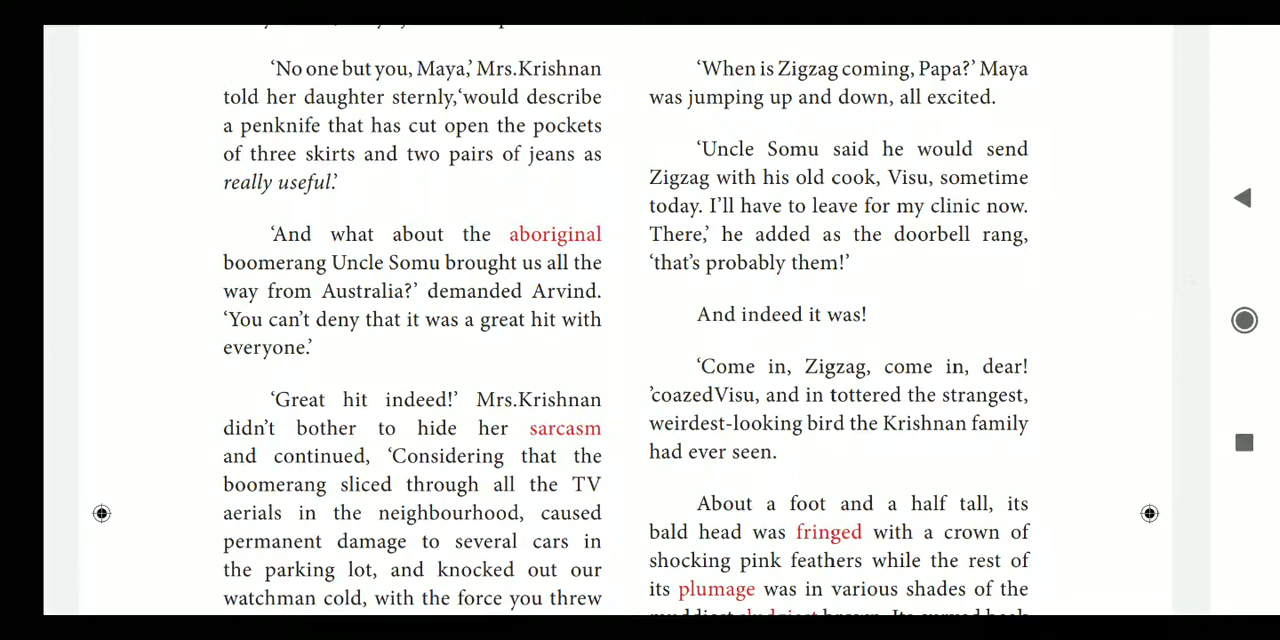 ‘No one but you, Maya,’ Mrs.Krishnan
told her daughter sternly,‘would describe
a penknife that has cut open the pockets
of three skirts and two pairs of jeans as
really useful.’
‘And what about the aboriginal
boomerang Uncle Somu brought us all the
way from Australia?’ demanded Arvind.
‘You can’t deny that it was a great hit with
everyone.’
‘Great hit indeed!’ Mrs.Krishnan
didn’t bother to hide her sarcasm
and continued, ‘Considering that the
boomerang sliced through all the TV
aerials in the neighbourhood, caused
permanent damage to several cars in
the parking lot, and knocked out our
watchman cold, with the force you threw
‘When is Zigzag coming, Papa?’ Maya
was jumping up and down, all excited.
‘Uncle Somu said he would send
Zigzag with his old cook, Visu, sometime
today. I’ll have to leave for my clinic now.
There,’ he added as the doorbell rang,
‘that’s probably them!’
And indeed it was!
‘Come in, Zigzag, come in, dear!
’coazedVisu, and in tottered the strangest,
weirdest-looking bird the Krishnan family
had ever seen.
About a foot and a half tall, its
bald head was fringed with a crown of
shocking pink feathers while the rest of
its plumage was in various shades of the